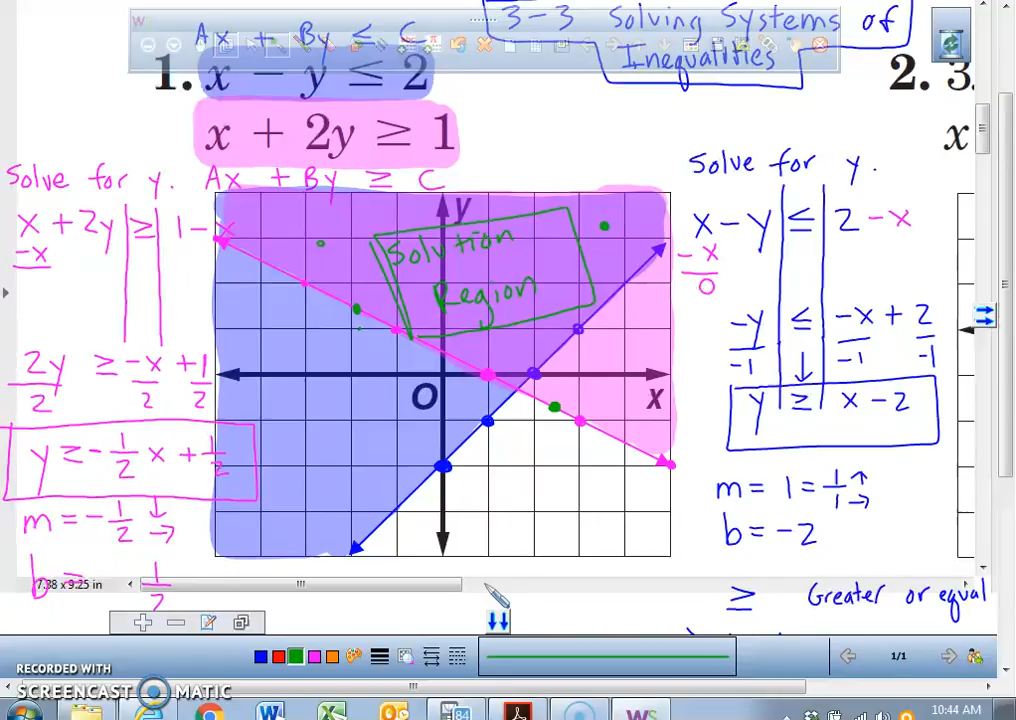 Ax + By ≤ C
3-3 Solving Systems of
Inequalities
1. x − y ≤ 2
x + 2y ≥ 1
2. 3
x
Solve for y. Ax + By ≥ C
x + 2y ≥ 1 - x
-x
2y ≥ -x + 1
2 2 2
y ≥ - 1/2 x + 1/2
m = - 1/2 ↓ →
b = 1/2
y
Solution
Region
O
x
Solve for y.
x - y ≤ 2 - x
-x
0
-y ≤ -x + 2
-1 ↓ -1 -1
y ≥ x - 2
m = 1 = 1/1 ↑ →
b = -2
≥ Greater or equal
7.38 x 9.25 in
1/1
RECORDED WITH
SCREENCAST MATIC
84
10:44 AM